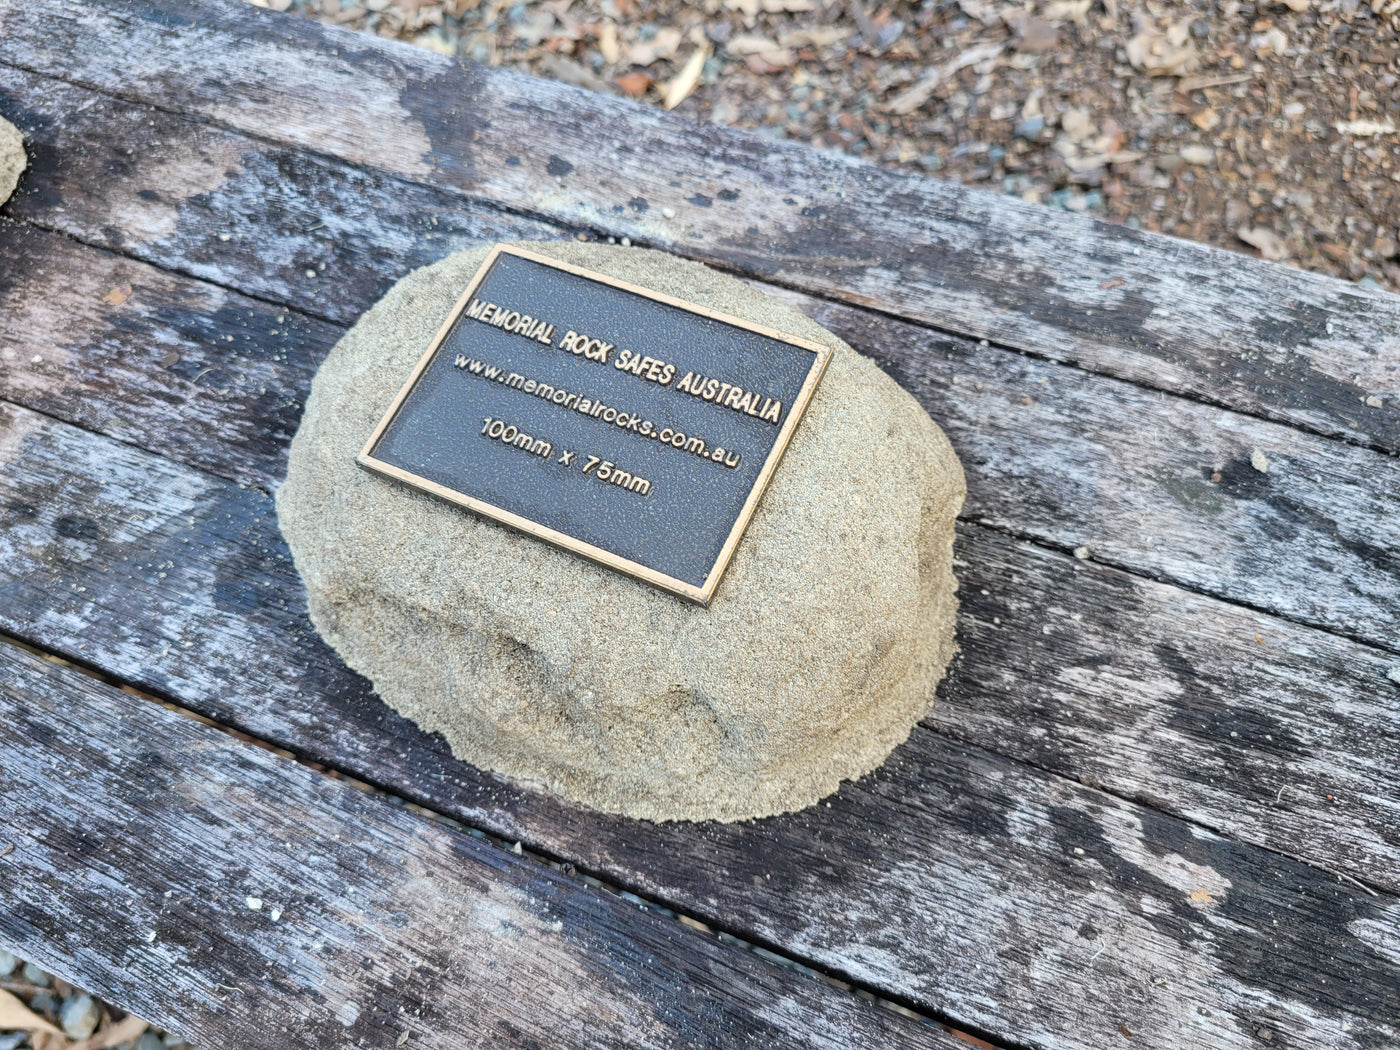 MEMORIAL ROCK SAFES AUSTRALIA
www.memorialrocks.com.au
100mm x 75mm